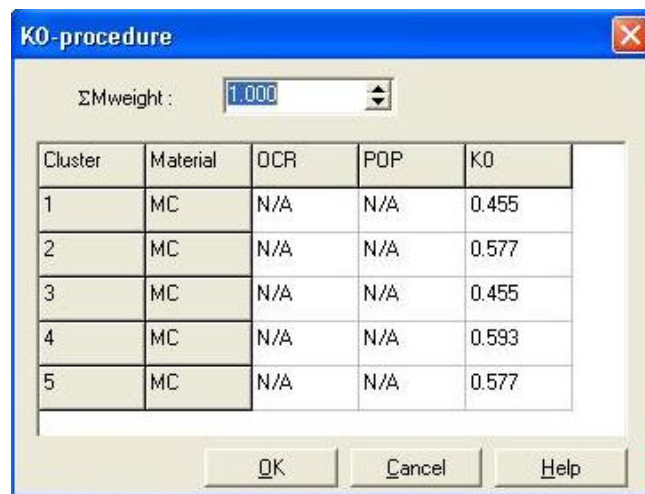 K0-procedure
ΣMweight : 1.000
Cluster Material OCR POP K0
1 MC N/A N/A 0.455
2 MC N/A N/A 0.577
3 MC N/A N/A 0.455
4 MC N/A N/A 0.593
5 MC N/A N/A 0.577
OK Cancel Help